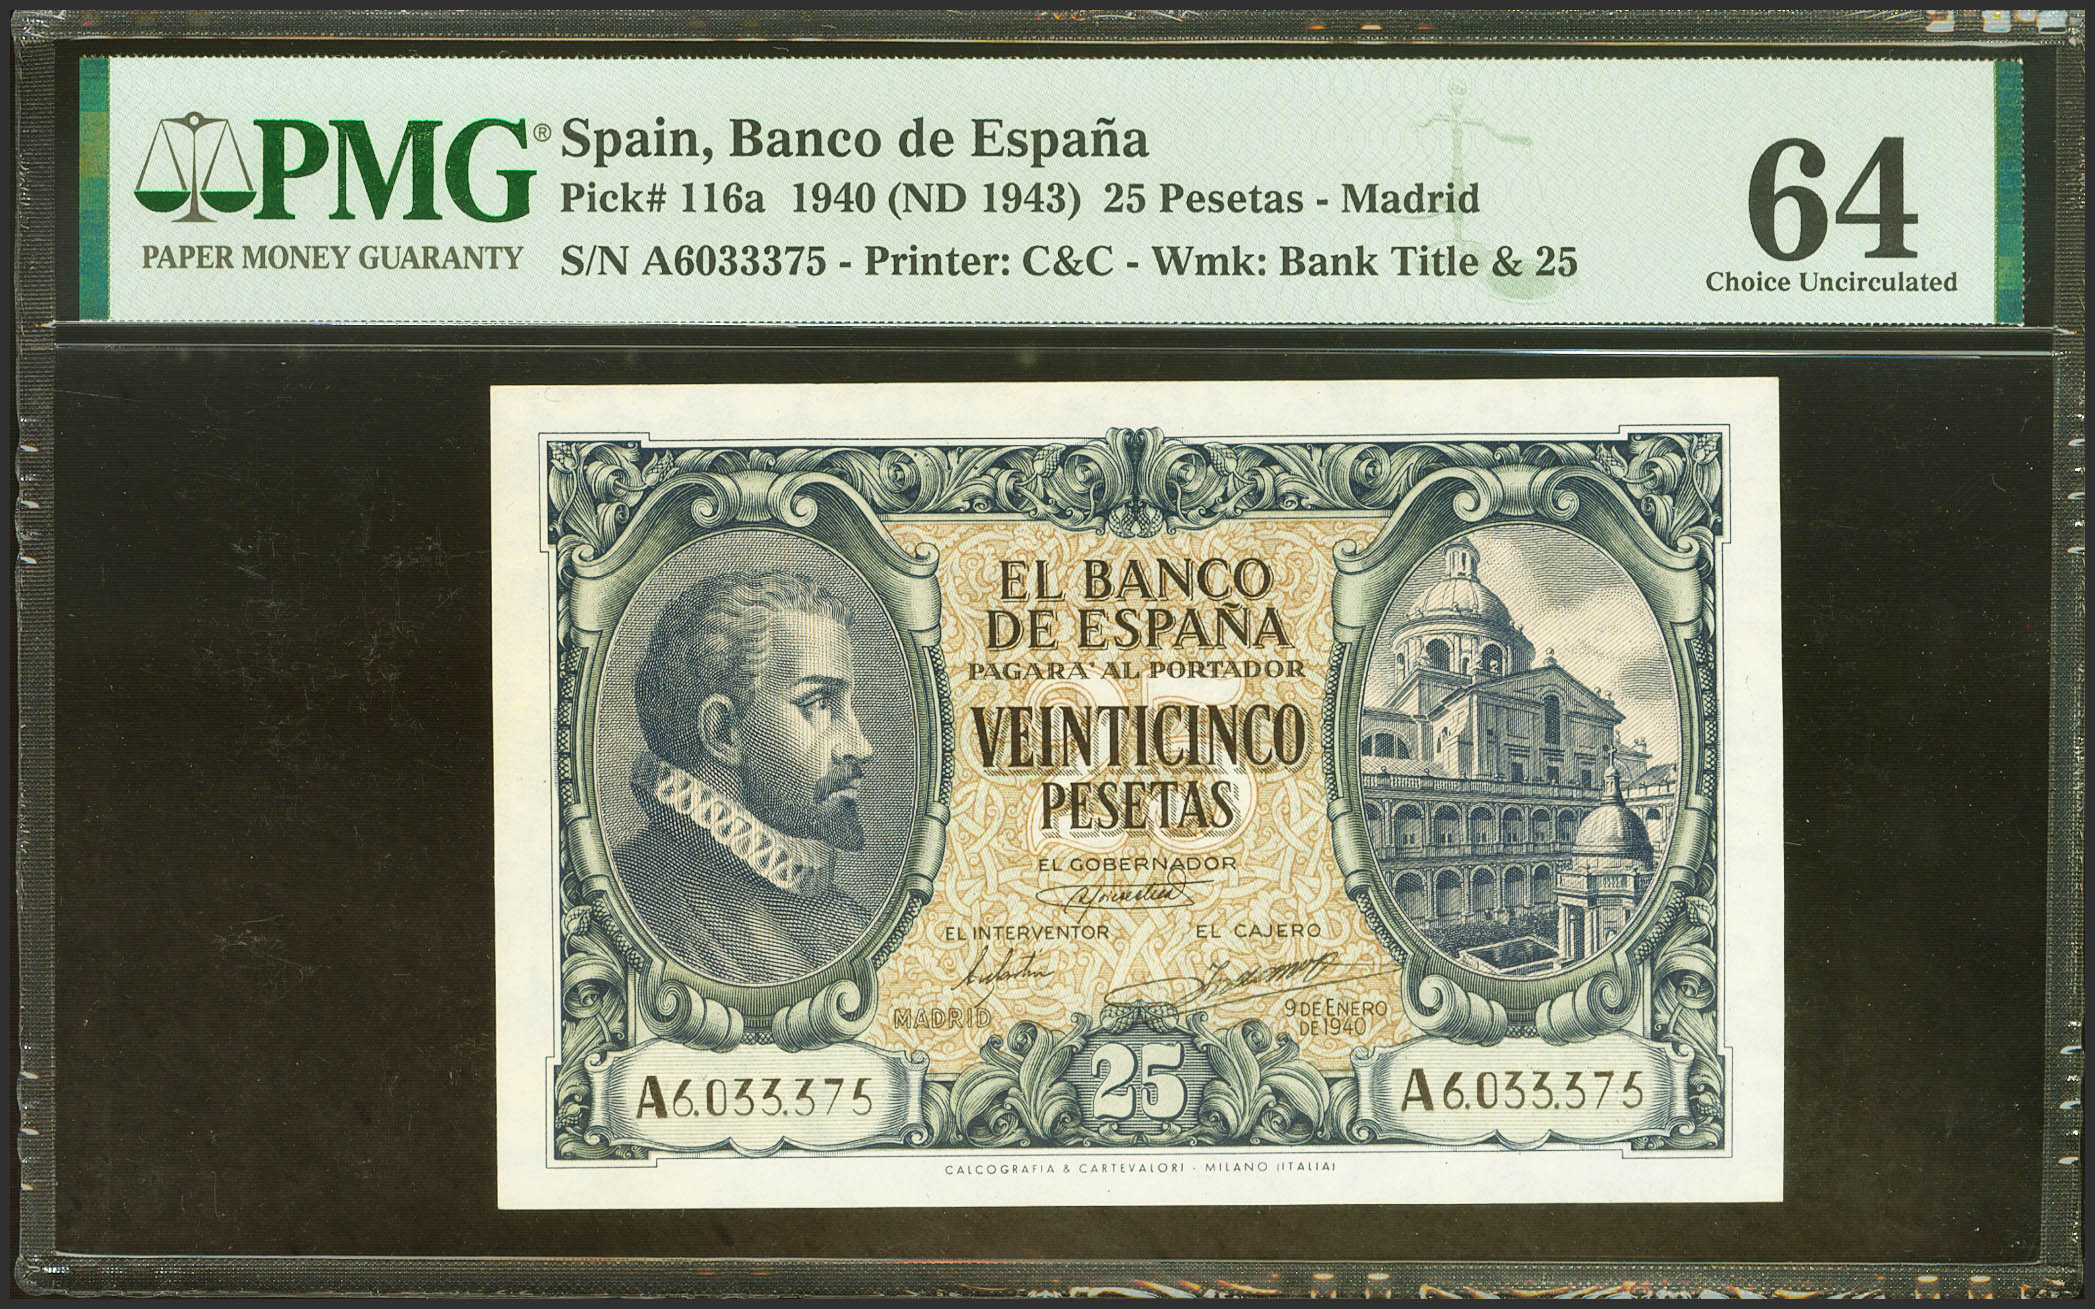 PMG®
PAPER MONEY GUARANTY
Spain, Banco de España
Pick# 116a 1940 (ND 1943) 25 Pesetas - Madrid
S/N A6033375 - Printer: C&C - Wmk: Bank Title & 25
64
Choice Uncirculated
EL BANCO
DE ESPAÑA
PAGARA' AL PORTADOR
25
VEINTICINCO
PESETAS
EL GOBERNADOR
EL INTERVENTOR EL CAJERO
MADRID
9 DE ENERO
DE 1940
A6.033.375
25
A6.033.375
CALCOGRAFIA & CARTEVALORI - MILANO (ITALIA)